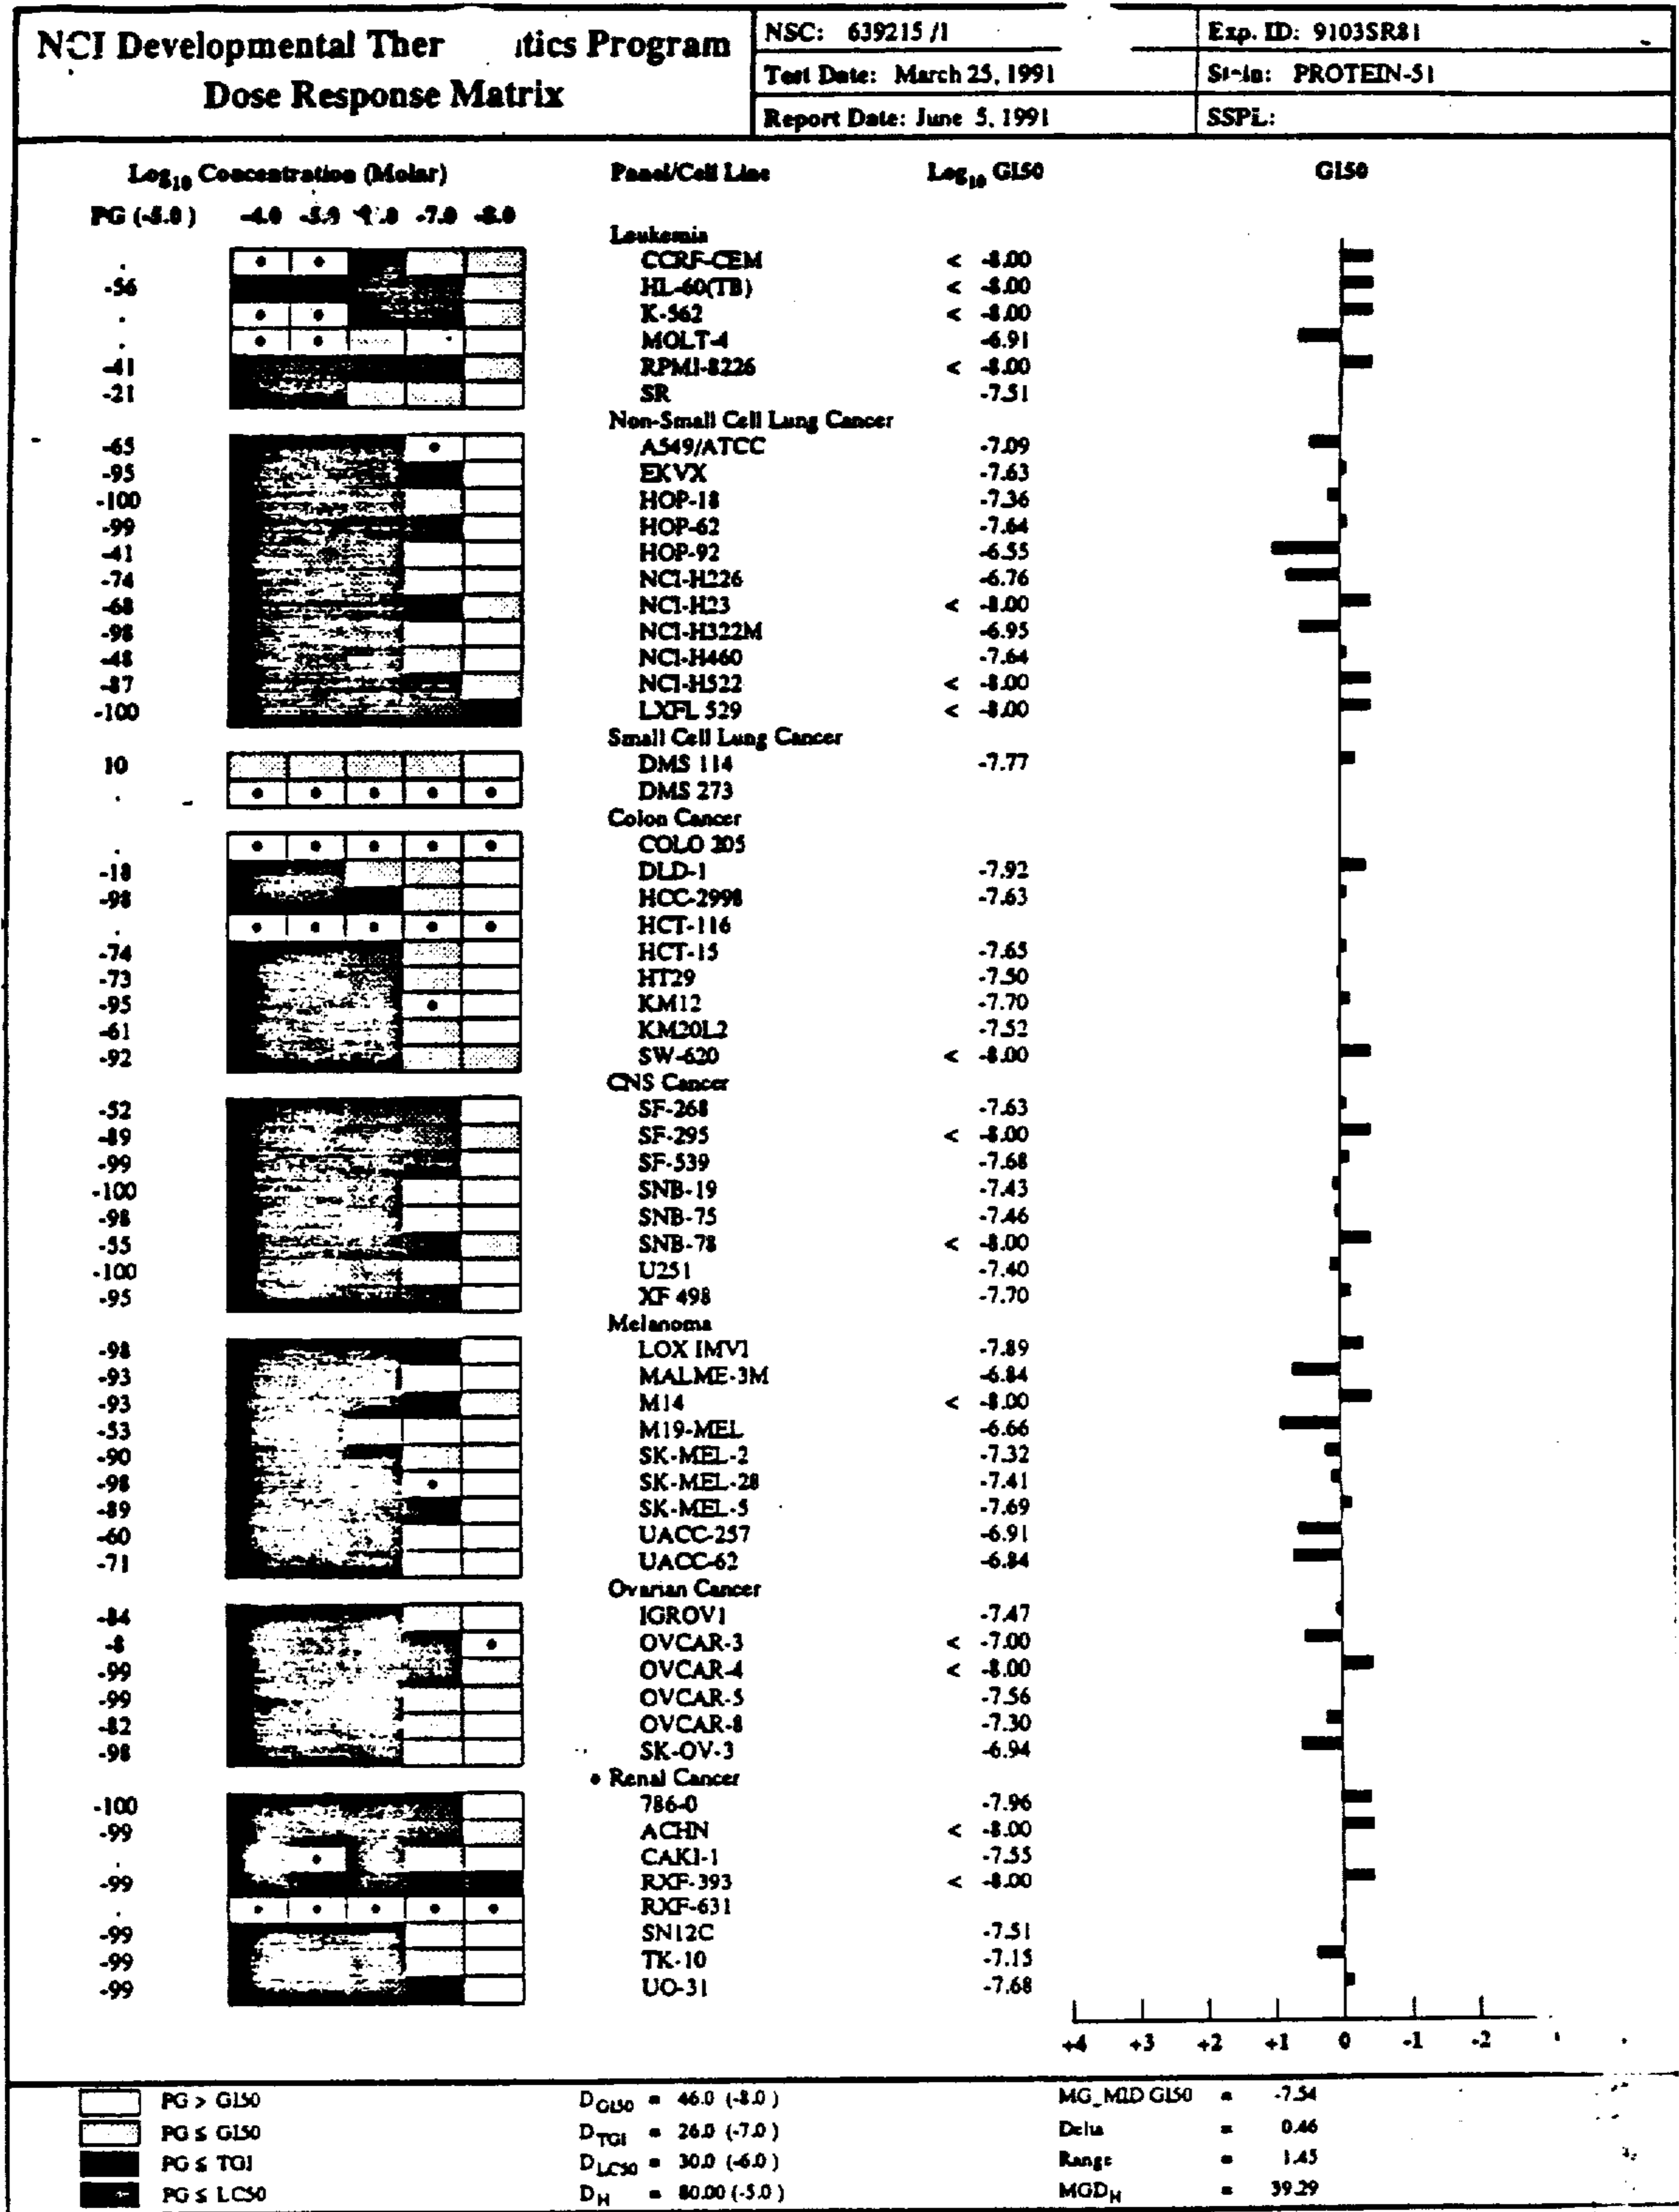 NCI Developmental Ther tics Program
Dose Response Matrix
NSC: 639215 /1
Exp. ID: 9103SR81
Test Date: March 25, 1991
PROTEIN-51
Report Date: June 5, 1991
SSPL:
Log10 Concentration (Molar) Panel/Cell Line Log10 GI50 GI50
PG (-5.0) -4.0 -5.0 -7.0 -8.0
Leukemia
. CCRF-CEM < -8.00
-56 HL-60(TB) < -8.00
. K-562 < -8.00
. MOLT-4 -6.91
-41 RPMI-8226 < -8.00
-21 SR -7.51
Non-Small Cell Lung Cancer
-65 A549/ATCC -7.09
-95 EKVX -7.63
-100 HOP-18 -7.36
-99 HOP-62 -7.64
-41 HOP-92 -6.55
-74 NCI-H226 -6.76
-68 NCI-H23 < -8.00
-98 NCI-H322M -6.95
-48 NCI-H460 -7.64
-87 NCI-H522 < -8.00
-100 LXFL 529 < -8.00
Small Cell Lung Cancer
10 DMS 114 -7.77
. DMS 273
Colon Cancer
. COLO 205
-18 DLD-1 -7.92
-98 HCC-2998 -7.63
. HCT-116
-74 HCT-15 -7.65
-73 HT29 -7.50
-95 KM12 -7.70
-61 KM20L2 -7.52
-92 SW-620 < -8.00
CNS Cancer
-52 SF-268 -7.63
-89 SF-295 < -8.00
-99 SF-539 -7.68
-100 SNB-19 -7.43
-98 SNB-75 -7.46
-55 SNB-78 < -8.00
-100 U251 -7.40
-95 XF 498 -7.70
Melanoma
-98 LOX IMVI -7.89
-93 MALME-3M -6.84
-93 M14 < -8.00
-53 M19-MEL -6.66
-90 SK-MEL-2 -7.32
-98 SK-MEL-28 -7.41
-89 SK-MEL-5 -7.69
-60 UACC-257 -6.91
-71 UACC-62 -6.84
Ovarian Cancer
-84 IGROV1 -7.47
-8 OVCAR-3 < -7.00
-99 OVCAR-4 < -8.00
-99 OVCAR-5 -7.56
-82 OVCAR-8 -7.30
-98 SK-OV-3 -6.94
Renal Cancer
-100 786-0 -7.96
-99 ACHN < -8.00
. CAKI-1 -7.55
-99 RXF-393 < -8.00
. RXF-631
-99 SN12C -7.51
-99 TK-10 -7.15
-99 UO-31 -7.68
+4 +3 +2 +1 0 -1 -2
PG > GI50 DGI50 = 46.0 (-8.0) MG_MID GI50 = -7.54
PG ≤ GI50 DTGI = 26.0 (-7.0) Delta = 0.46
PG ≤ TGI DLC50 = 30.0 (-6.0) Range = 1.45
PG ≤ LC50 DH = 80.00 (-5.0) MGDH = 39.29